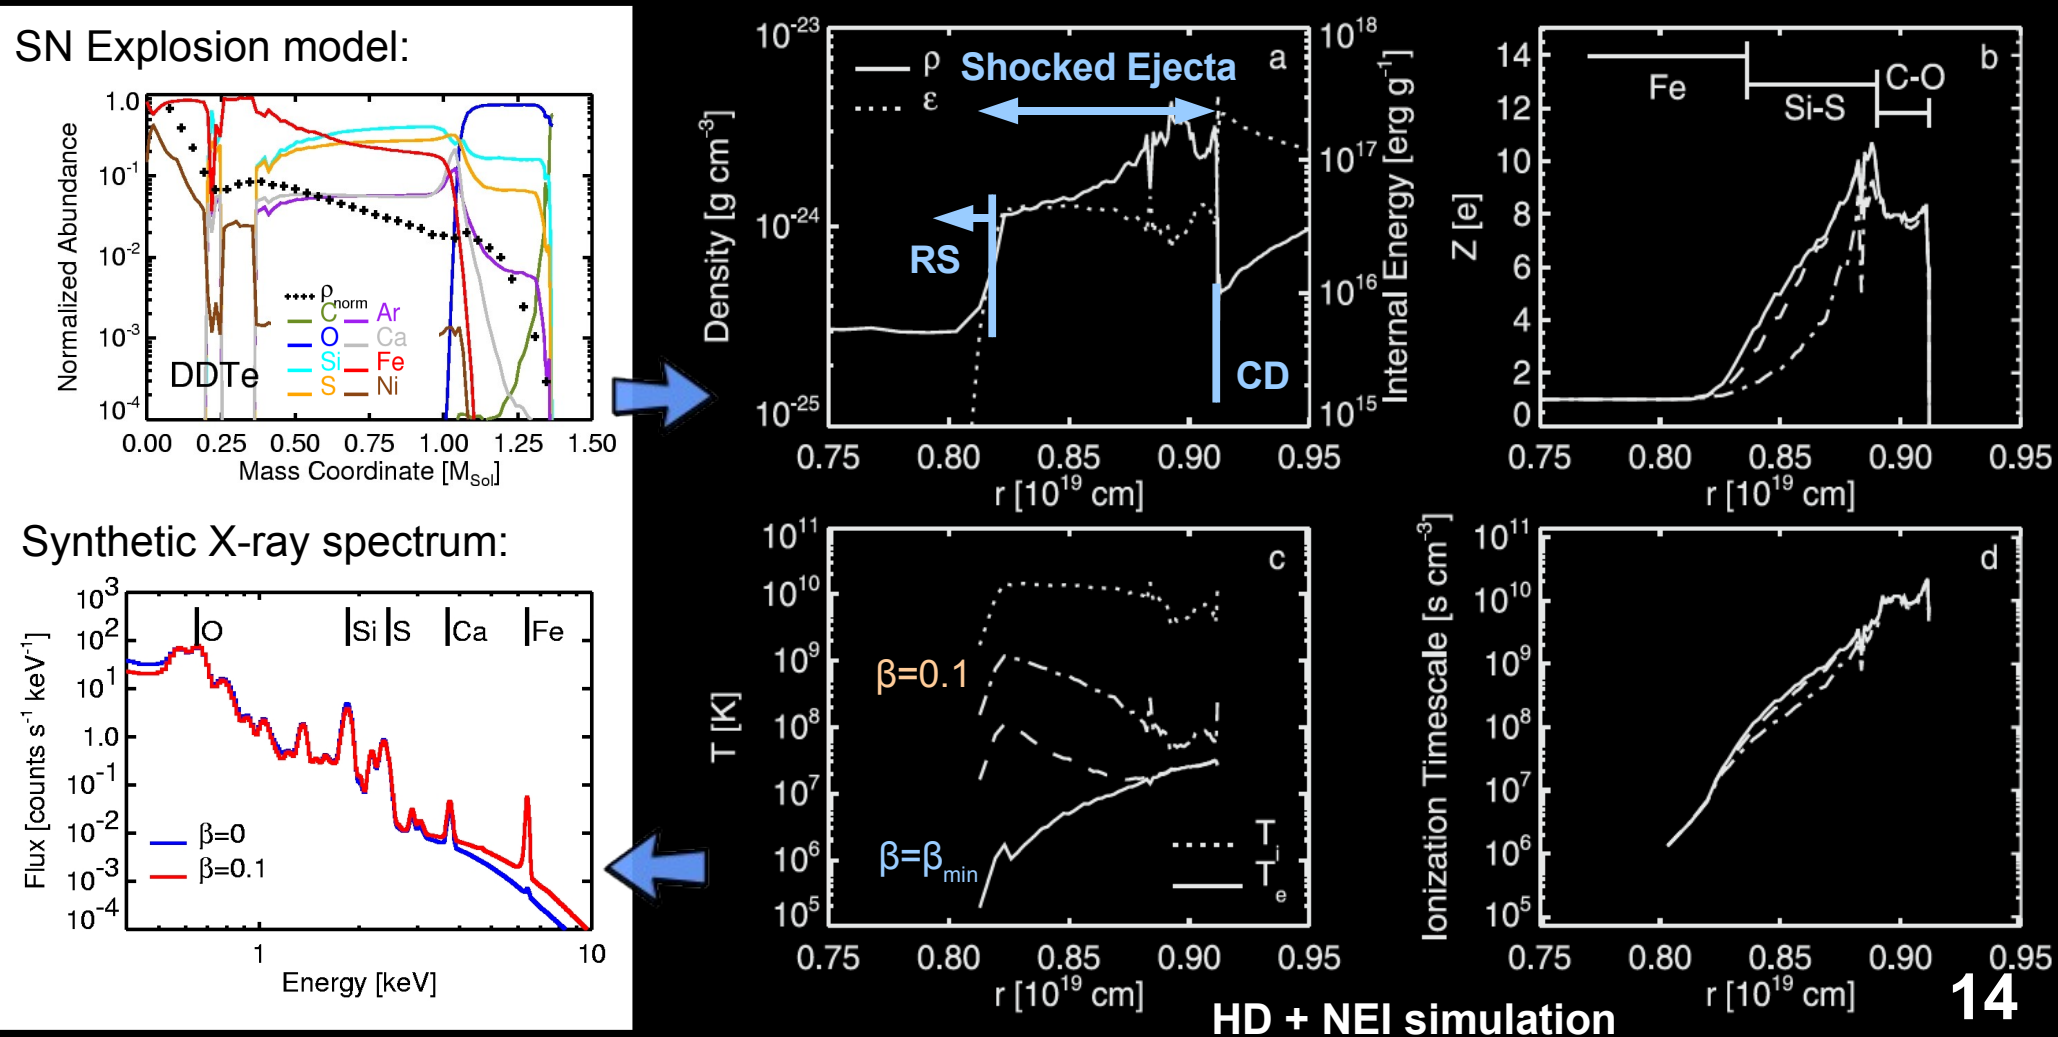 SN Explosion model:
Normalized Abundance
1.0
10⁻¹
10⁻²
10⁻³
10⁻⁴
ρnorm
C Ar
O Ca
Si Fe
S Ni
DDTe
0.00 0.25 0.50 0.75 1.00 1.25 1.50
Mass Coordinate [MSol]
Synthetic X-ray spectrum:
Flux [counts s⁻¹ keV⁻¹]
10³
10²
10¹
1.0
10⁻¹
10⁻²
10⁻³
10⁻⁴
O Si S Ca Fe
β=0
β=0.1
1 10
Energy [keV]
Density [g cm⁻³]
10⁻²³
10⁻²⁴
10⁻²⁵
ρ
ε
Shocked Ejecta
a
RS
CD
10¹⁸
10¹⁷
10¹⁶
10¹⁵
Internal Energy [erg g⁻¹]
0.75 0.80 0.85 0.90 0.95
r [10¹⁹ cm]
Z [e]
14
12
10
8
6
4
2
0
Fe
Si-S
C-O
b
0.75 0.80 0.85 0.90 0.95
r [10¹⁹ cm]
T [K]
10¹¹
10¹⁰
10⁹
10⁸
10⁷
10⁶
10⁵
c
β=0.1
β=βmin
Ti
Te
0.75 0.80 0.85 0.90 0.95
r [10¹⁹ cm]
Ionization Timescale [s cm⁻³]
10¹¹
10¹⁰
10⁹
10⁸
10⁷
10⁶
10⁵
d
0.75 0.80 0.85 0.90 0.95
r [10¹⁹ cm]
HD + NEI simulation
14